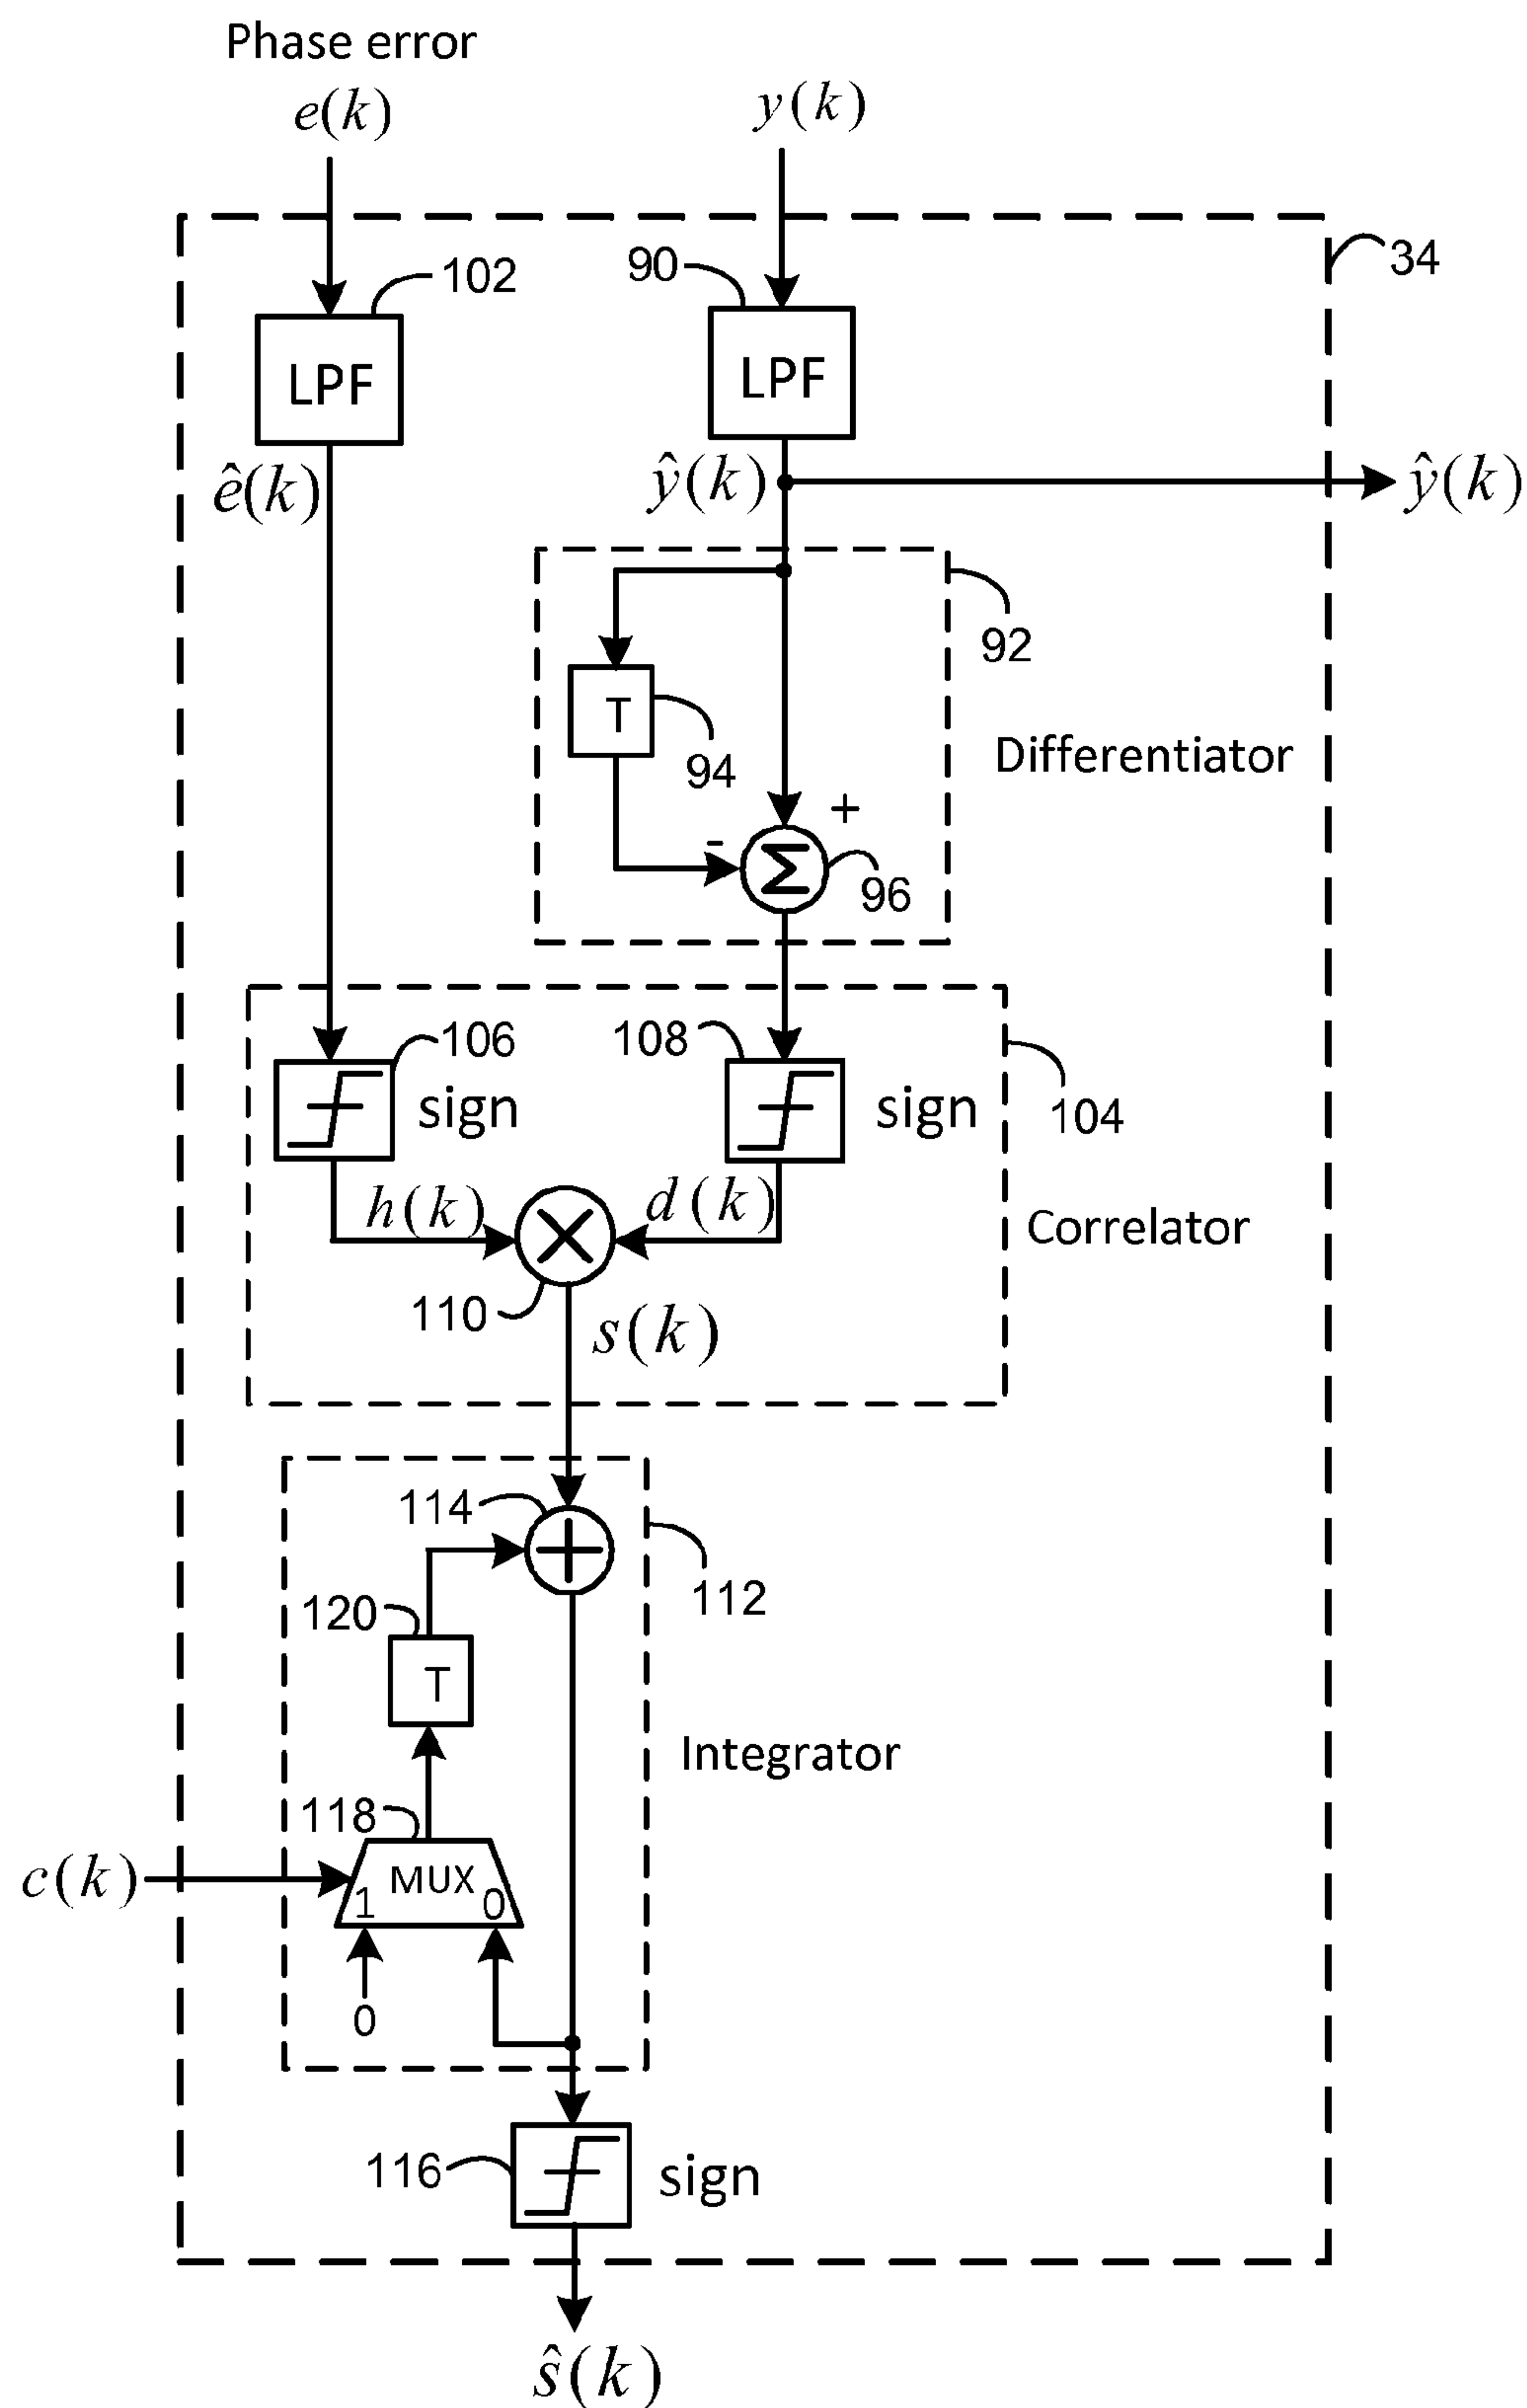 Phase error
e(k)
y(k)
34
102
90
LPF
LPF
ê(k)
ŷ(k)
ŷ(k)
92
T
94
Differentiator
+
-
Σ
96
106
sign
108
sign
104
h(k)
d(k)
Correlator
110
s(k)
114
112
120
T
Integrator
118
c(k)
MUX
1
0
0
116
sign
ŝ(k)